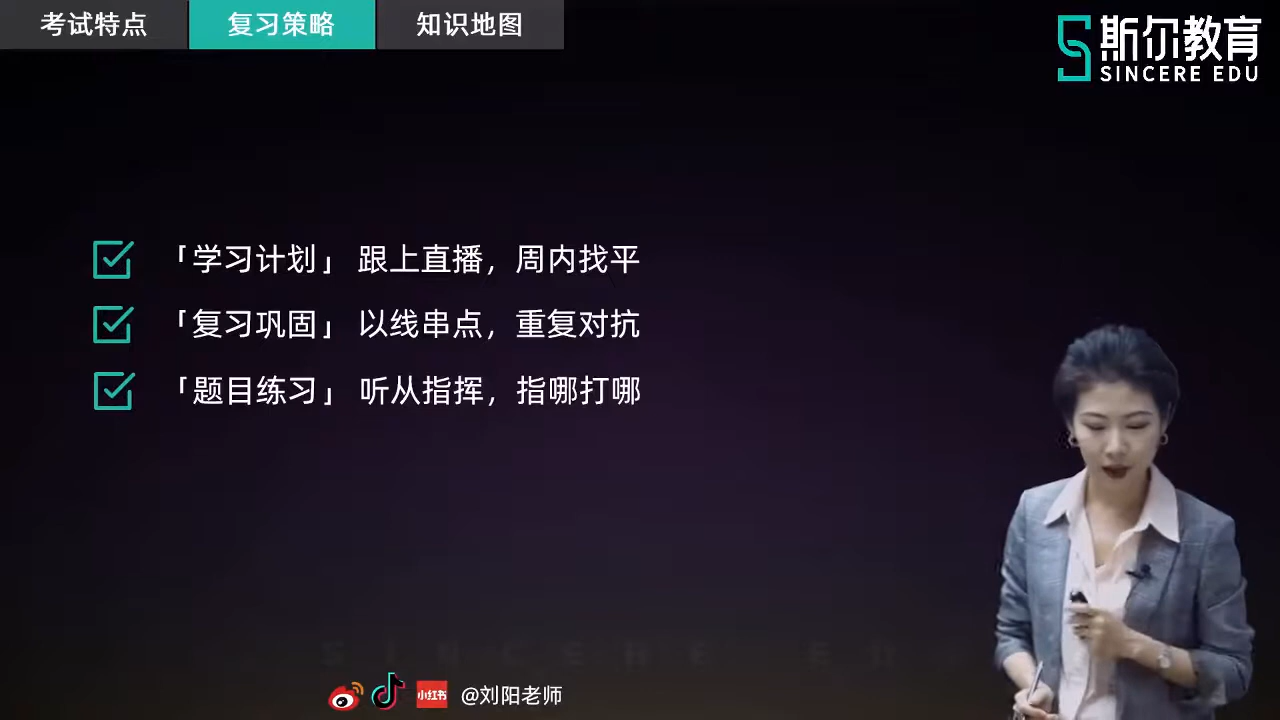 考试特点
复习策略
知识地图
斯尔教育
SINCERE EDU
「学习计划」 跟上直播，周内找平
「复习巩固」 以线串点，重复对抗
「题目练习」 听从指挥，指哪打哪
SINCERE EDU
小红书 @刘阳老师